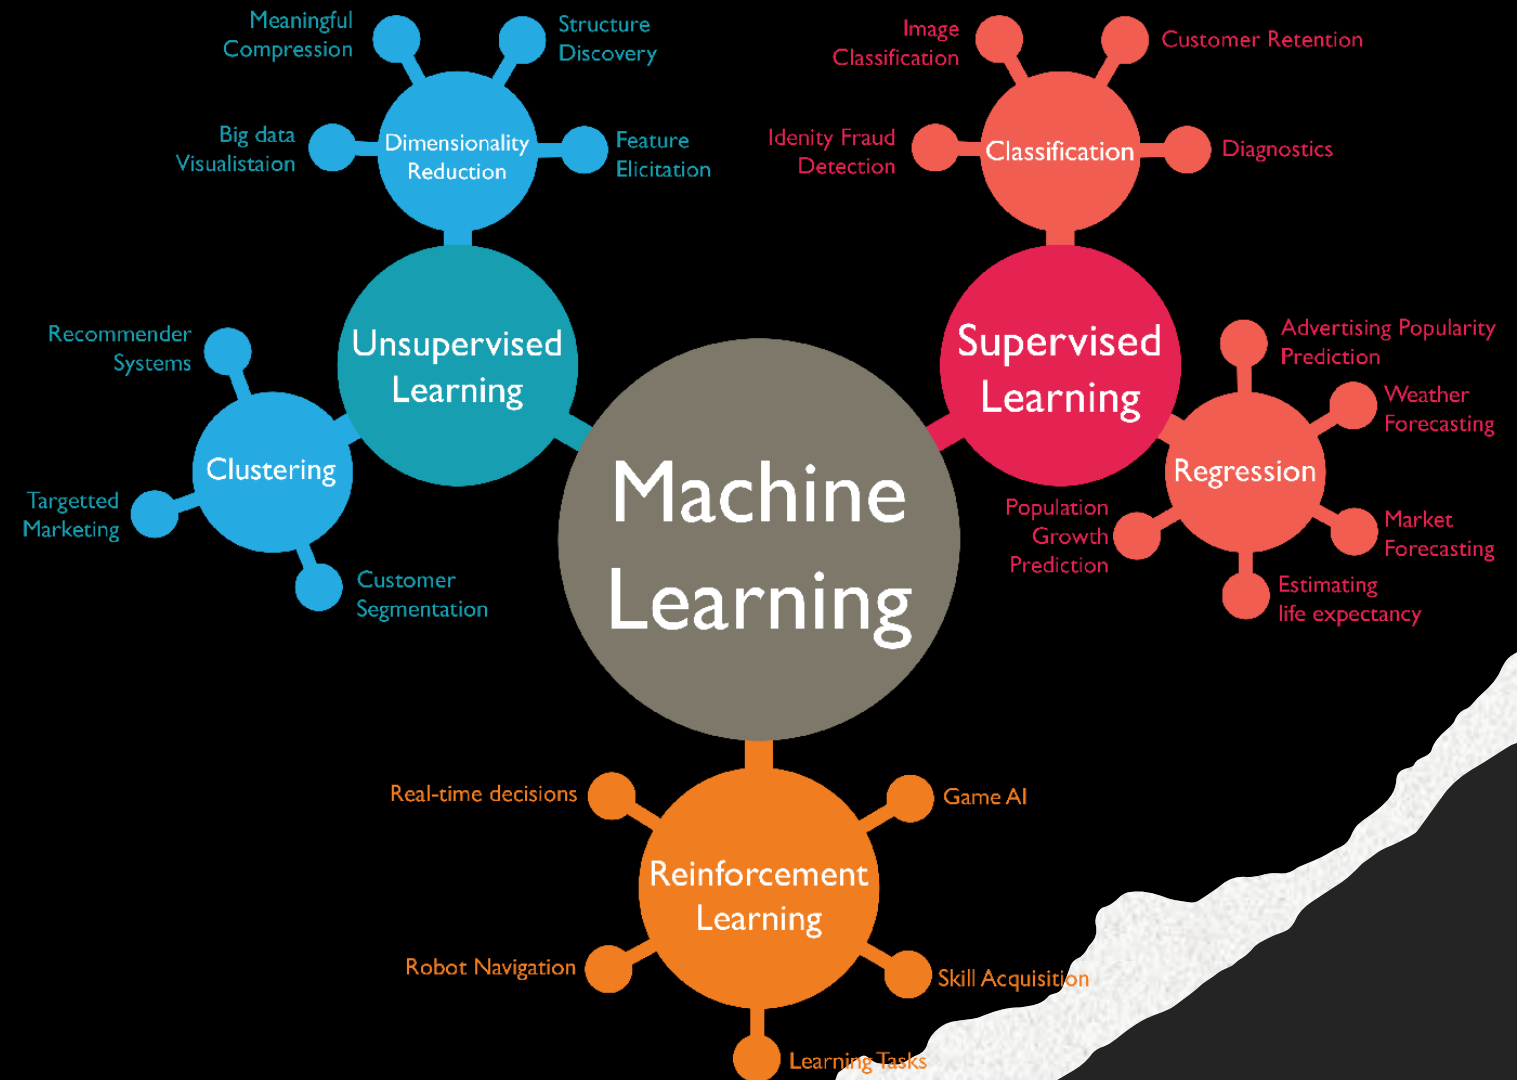 Meaningful
Compression
Structure
Discovery
Big data
Visualistaion
Dimensionality
Reduction
Feature
Elicitation
Image
Classification
Customer Retention
Idenity Fraud
Detection
Classification
Diagnostics
Unsupervised
Learning
Supervised
Learning
Recommender
Systems
Clustering
Targetted
Marketing
Customer
Segmentation
Advertising Popularity
Prediction
Weather
Forecasting
Regression
Population
Growth
Prediction
Market
Forecasting
Estimating
life expectancy
Machine
Learning
Real-time decisions
Game AI
Reinforcement
Learning
Robot Navigation
Skill Acquisition
Learning Tasks